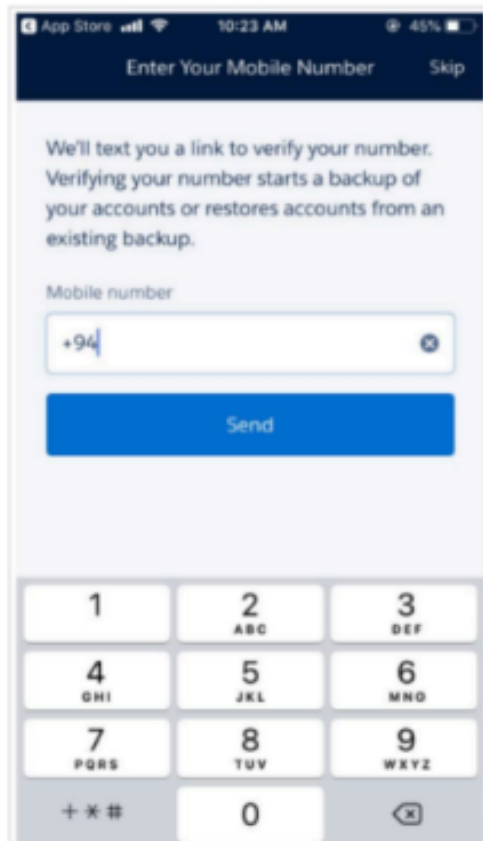 App Store 10:23 AM 45%
Enter Your Mobile Number Skip
We'll text you a link to verify your number.
Verifying your number starts a backup of
your accounts or restores accounts from an
existing backup.
Mobile number
+94
Send
1 2 3
ABC DEF
4 5 6
GHI JKL MNO
7 8 9
PQRS TUV WXYZ
+ * # 0